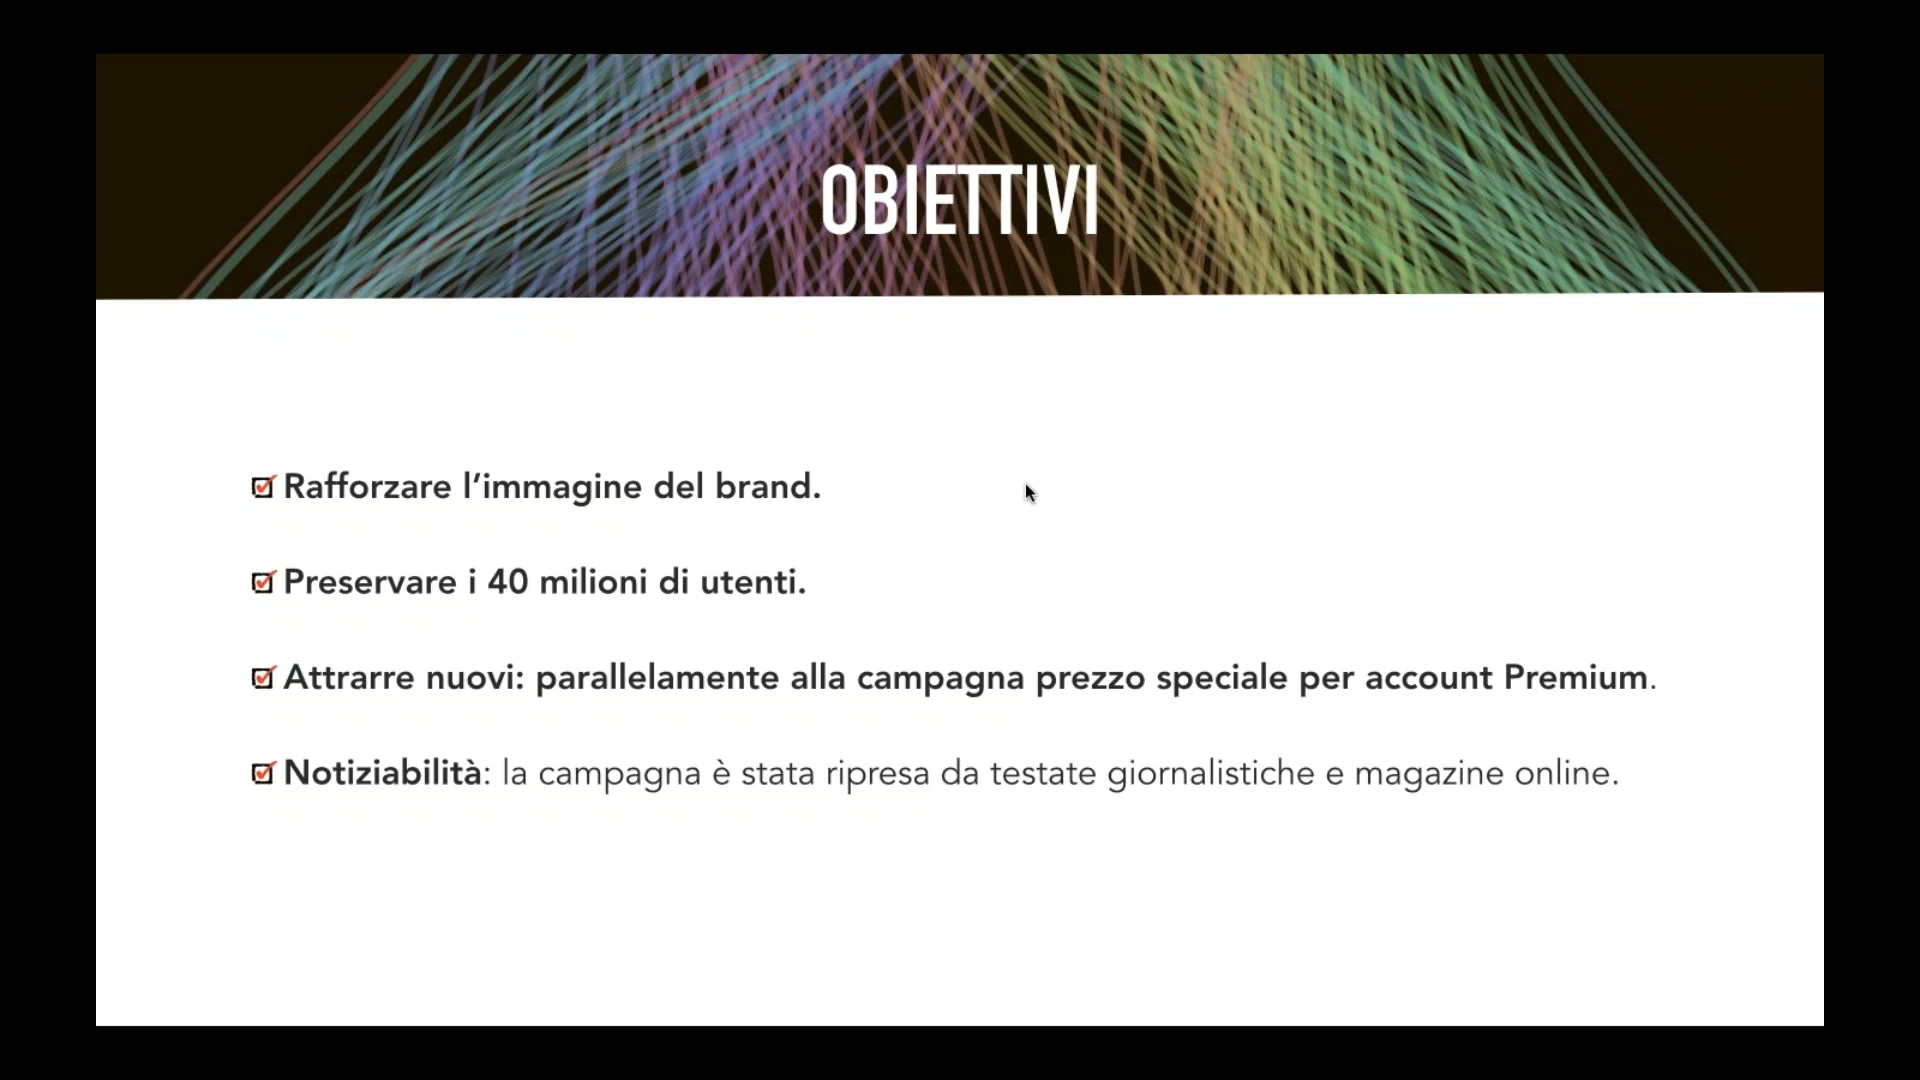 OBIETTIVI
Rafforzare l’immagine del brand.
Preservare i 40 milioni di utenti.
Attrarre nuovi: parallelamente alla campagna prezzo speciale per account Premium.
Notiziabilità: la campagna è stata ripresa da testate giornalistiche e magazine online.